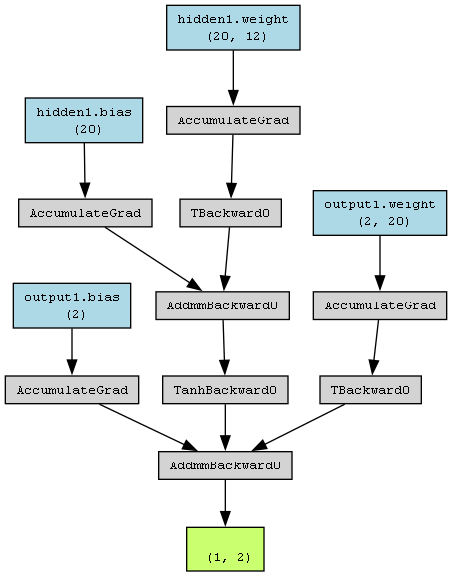 hidden1.weight
(20, 12)
hidden1.bias
(20)
AccumulateGrad
AccumulateGrad
TBackward0
output1.weight
(2, 20)
output1.bias
(2)
AddmmBackward0
AccumulateGrad
AccumulateGrad
TanhBackward0
TBackward0
AddmmBackward0
(1, 2)